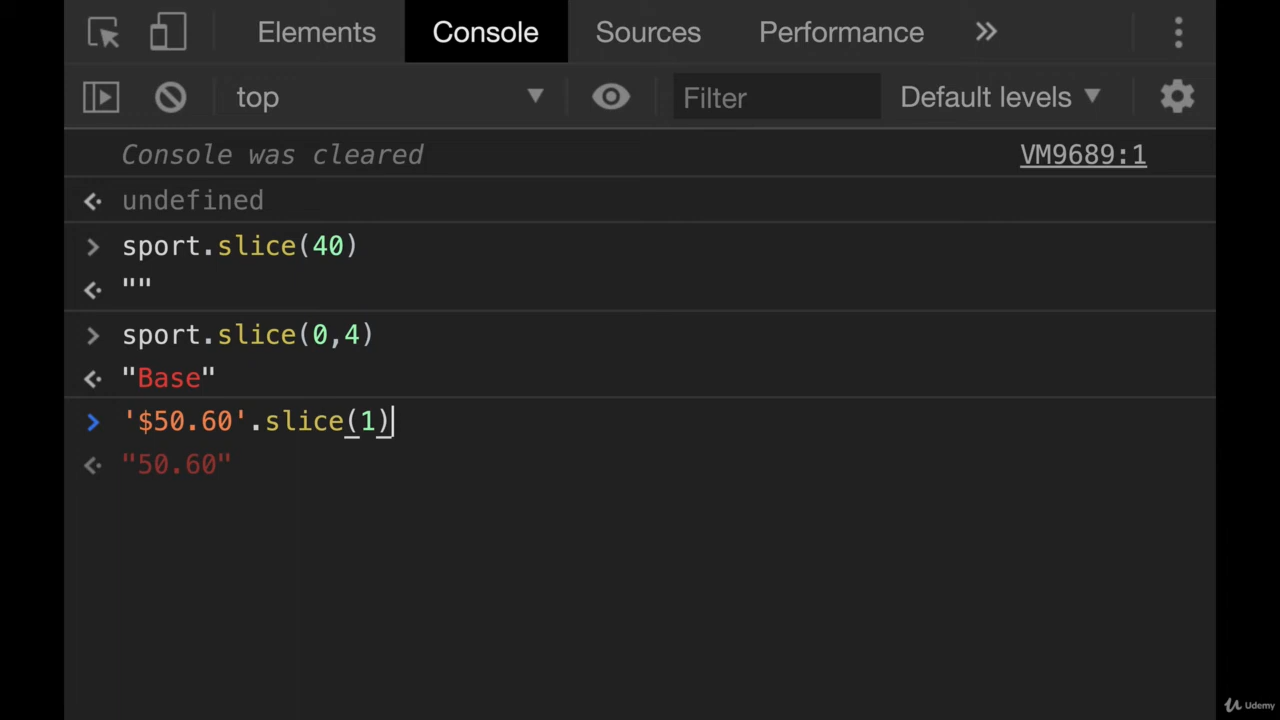 Elements Console Sources Performance »
top Filter Default levels
Console was cleared VM9689:1
undefined
sport.slice(40)
""
sport.slice(0,4)
"Base"
'$50.60'.slice(1)
"50.60"
Udemy